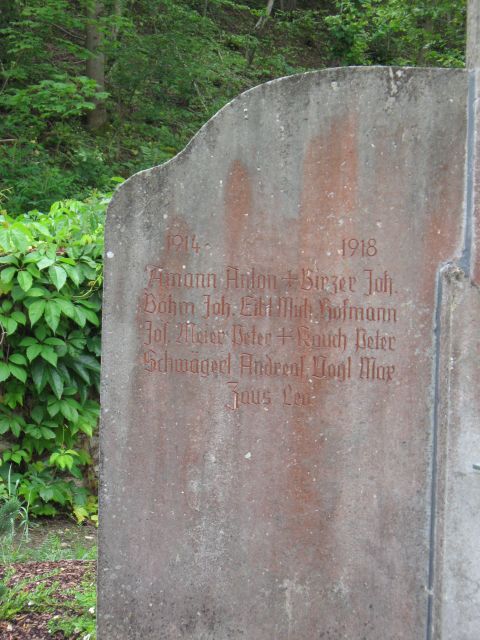 1914 - 1918
Amann Anton + Birzer Joh.
Böhm Joh. Eibl Mich. Hofmann
Jos. Meier Peter + Rauch Peter
Schwägerl Andreas Vogl Max
Zaus Leo